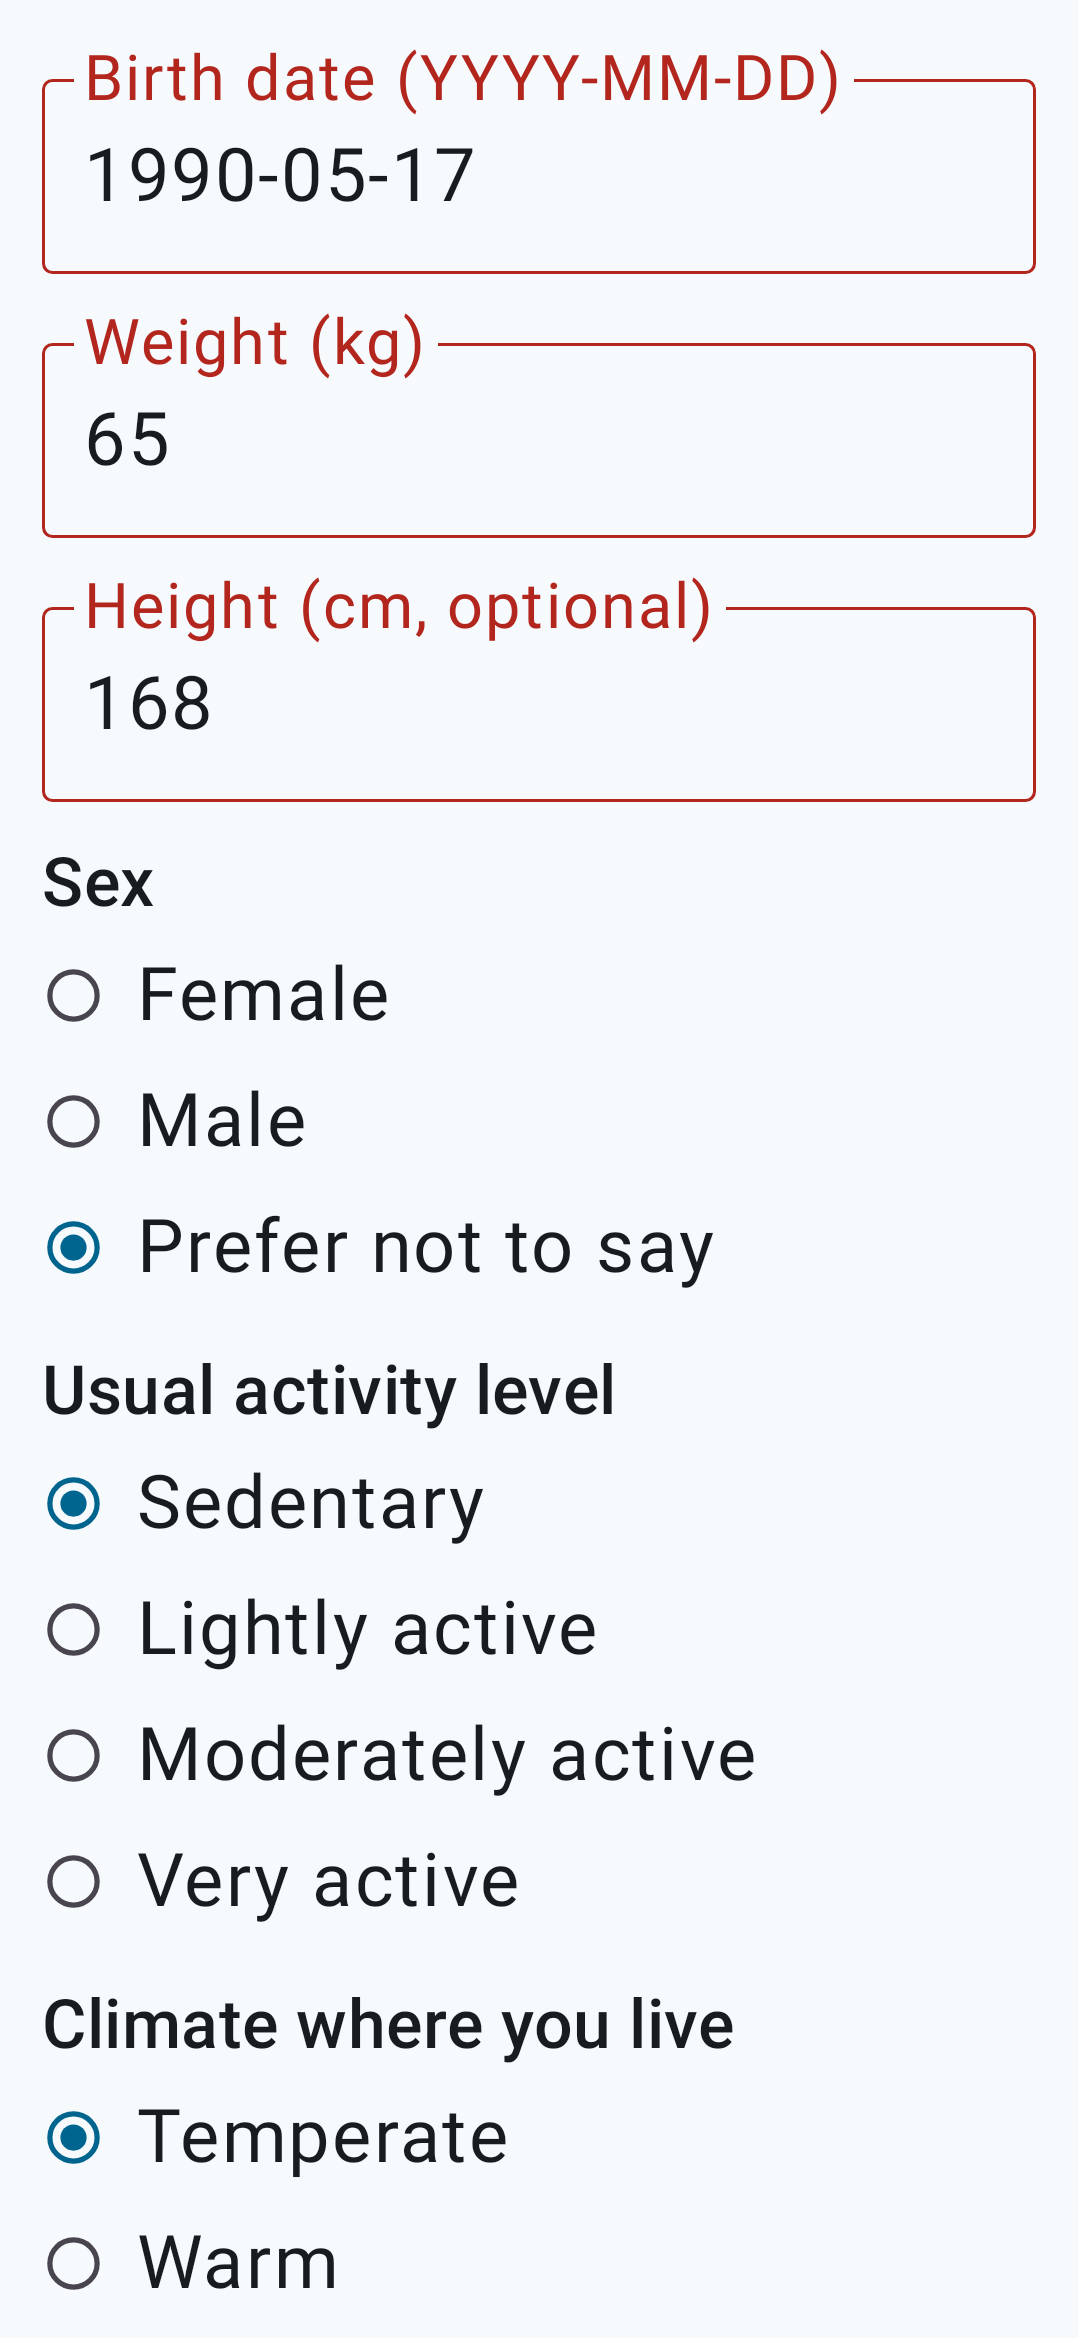 Birth date (YYYY-MM-DD)
1990-05-17
Weight (kg)
65
Height (cm, optional)
168
Sex
Female
Male
Prefer not to say
Usual activity level
Sedentary
Lightly active
Moderately active
Very active
Climate where you live
Temperate
Warm